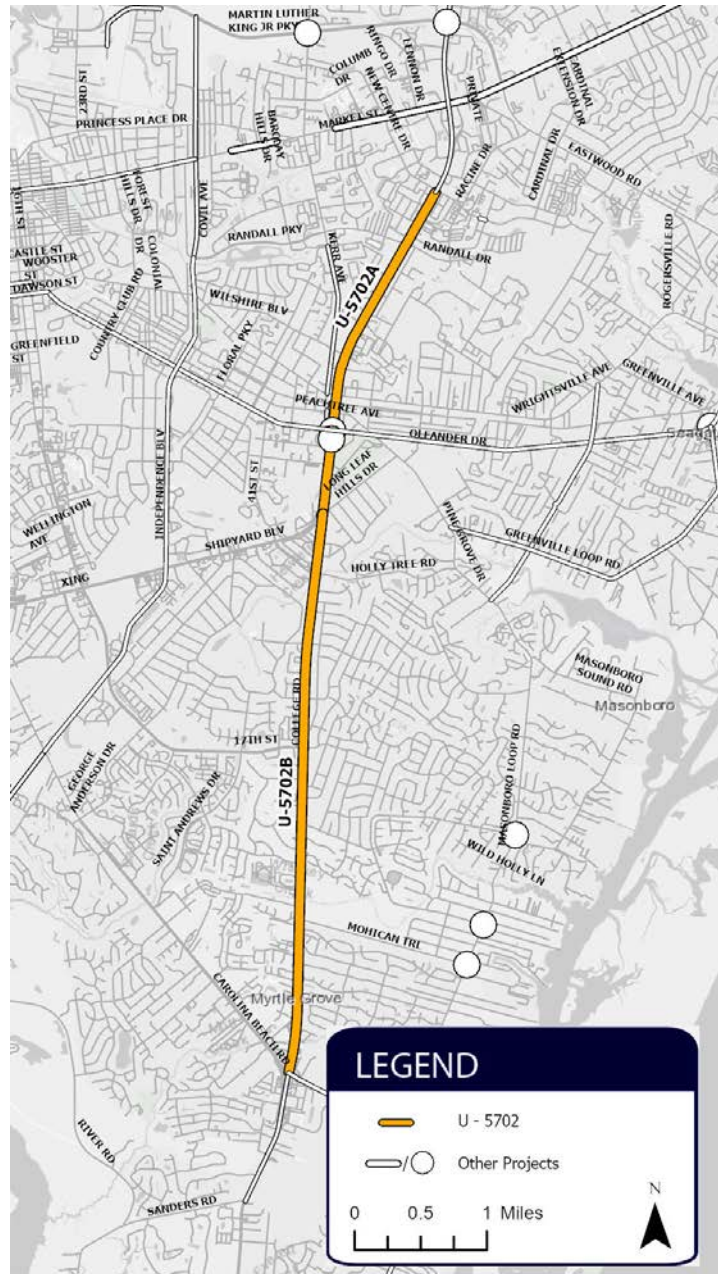 MARTIN LUTHER
KING JR PKY
COLUMB
DR
RINGO DR
LENNON DR
NEW CENTRE DR
PRIVATE
CARDINAL
EXTENSION DR
23RD ST
PRINCESS PLACE DR
BARCLAY
HILLS DR
MARKET ST
RACINE DR
CARDINAL DR
EASTWOOD RD
16TH ST
FOREST
HILLS DR
COVIL AVE
RANDALL PKY
KERR AVE
RANDALL DR
ROGERSVILLE RD
CASTLE ST
WOOSTER
ST
DAWSON ST
COLONIAL
DR
COUNTRY CLUB RD
WILSHIRE BLV
U-5702A
GREENFIELD
ST
FLORAL PKY
PEACHTREE AVE
WRIGHTSVILLE AVE
GREENVILLE AVE
OLEANDER DR
LONG LEAF
HILLS DR
41ST ST
INDEPENDENCE BLV
WELLINGTON
AVE
SHIPYARD BLV
PINE GROVE DR
GREENVILLE LOOP RD
XING
HOLLY TREE RD
MASONBORO
SOUND RD
Masonboro
COLLEGE RD
17TH ST
GEORGE
ANDERSON DR
SAINT ANDREWS DR
U-5702B
MASONBORO LOOP RD
WILD HOLLY LN
MOHICAN TRL
Myrtle Grove
CAROLINA BEACH RD
RIVER RD
SANDERS RD
LEGEND
U - 5702
/
Other Projects
N
0 0.5 1 Miles